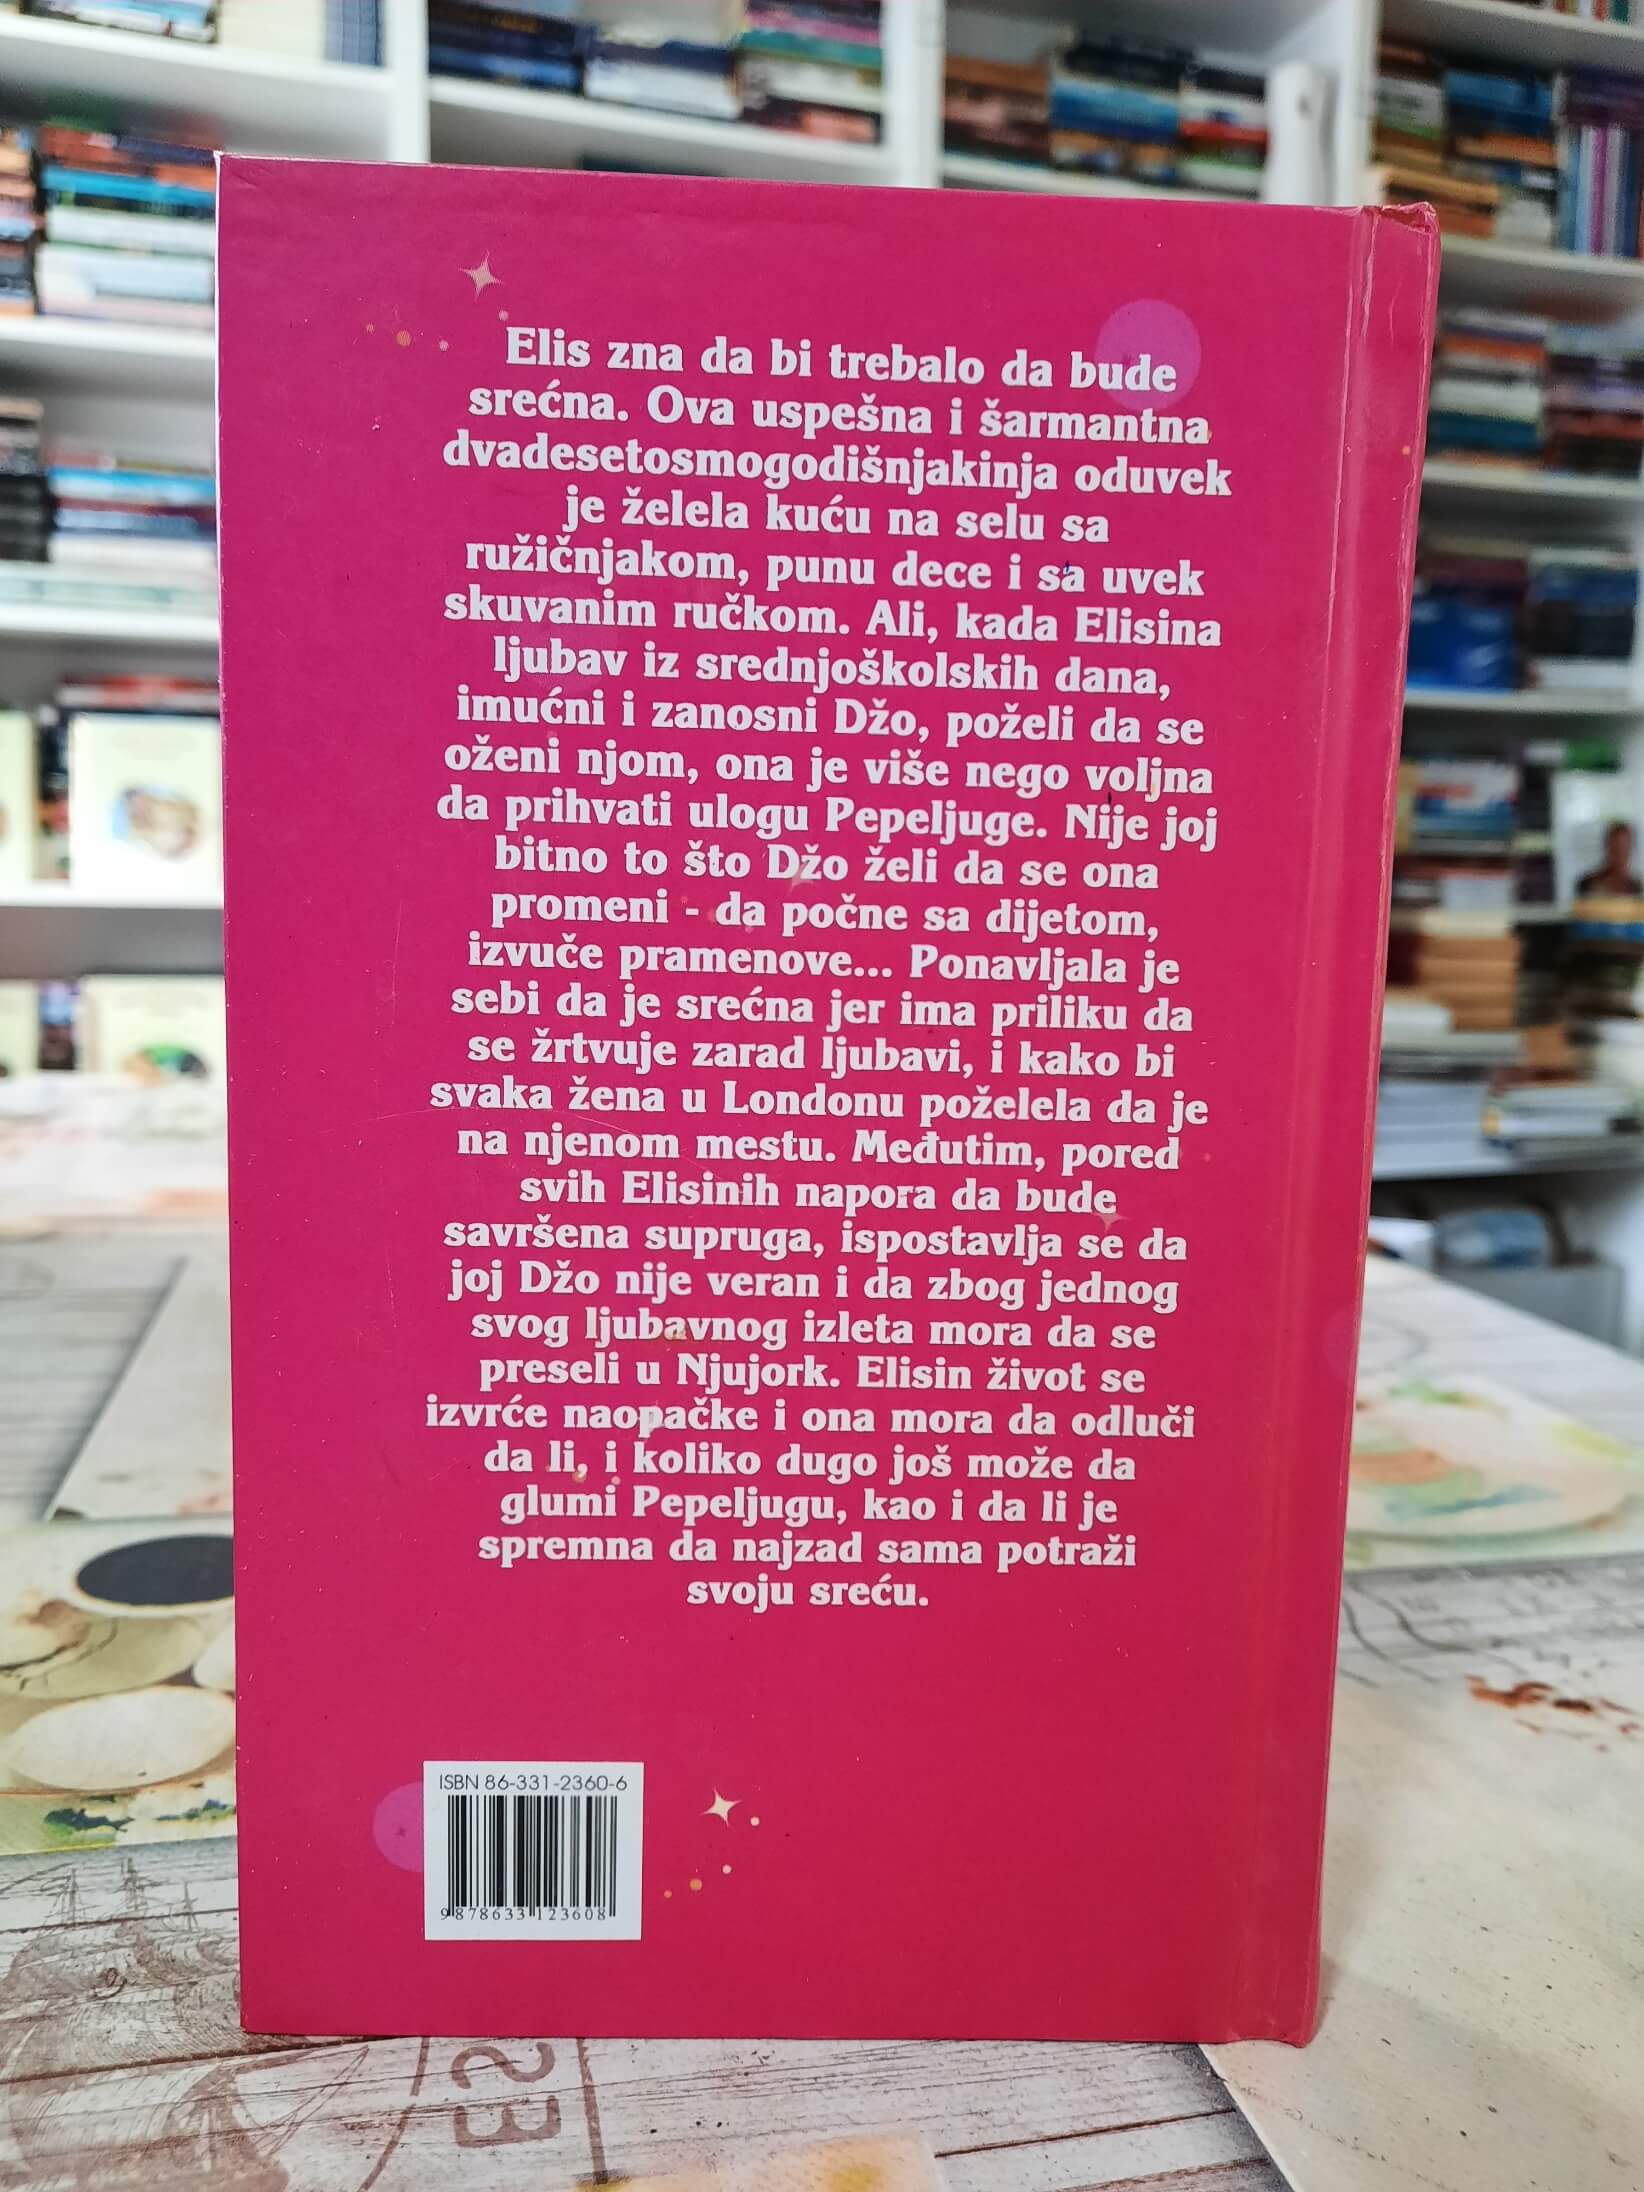 Elis zna da bi trebalo da bude
srećna. Ova uspešna i šarmantna
dvadesetosmogodišnjakinja oduvek
je želela kuću na selu sa
ružičnjakom, punu dece i sa uvek
skuvanim ručkom. Ali, kada Elisina
ljubav iz srednjoškolskih dana,
imućni i zanosni Džo, poželi da se
oženi njom, ona je više nego voljna
da prihvati ulogu Pepeljuge. Nije joj
bitno to što Džo želi da se ona
promeni - da počne sa dijetom,
izvuče pramenove... Ponavljala je
sebi da je srećna jer ima priliku da
se žrtvuje zarad ljubavi, i kako bi
svaka žena u Londonu poželela da je
na njenom mestu. Međutim, pored
svih Elisinih napora da bude
savršena supruga, ispostavlja se da
joj Džo nije veran i da zbog jednog
svog ljubavnog izleta mora da se
preseli u Njujork. Elisin život se
izvrće naopačke i ona mora da odluči
da li, i koliko dugo još može da
glumi Pepeljugu, kao i da li je
spremna da najzad sama potraži
svoju sreću.
ISBN 86-331-2360-6
9 878633 123608